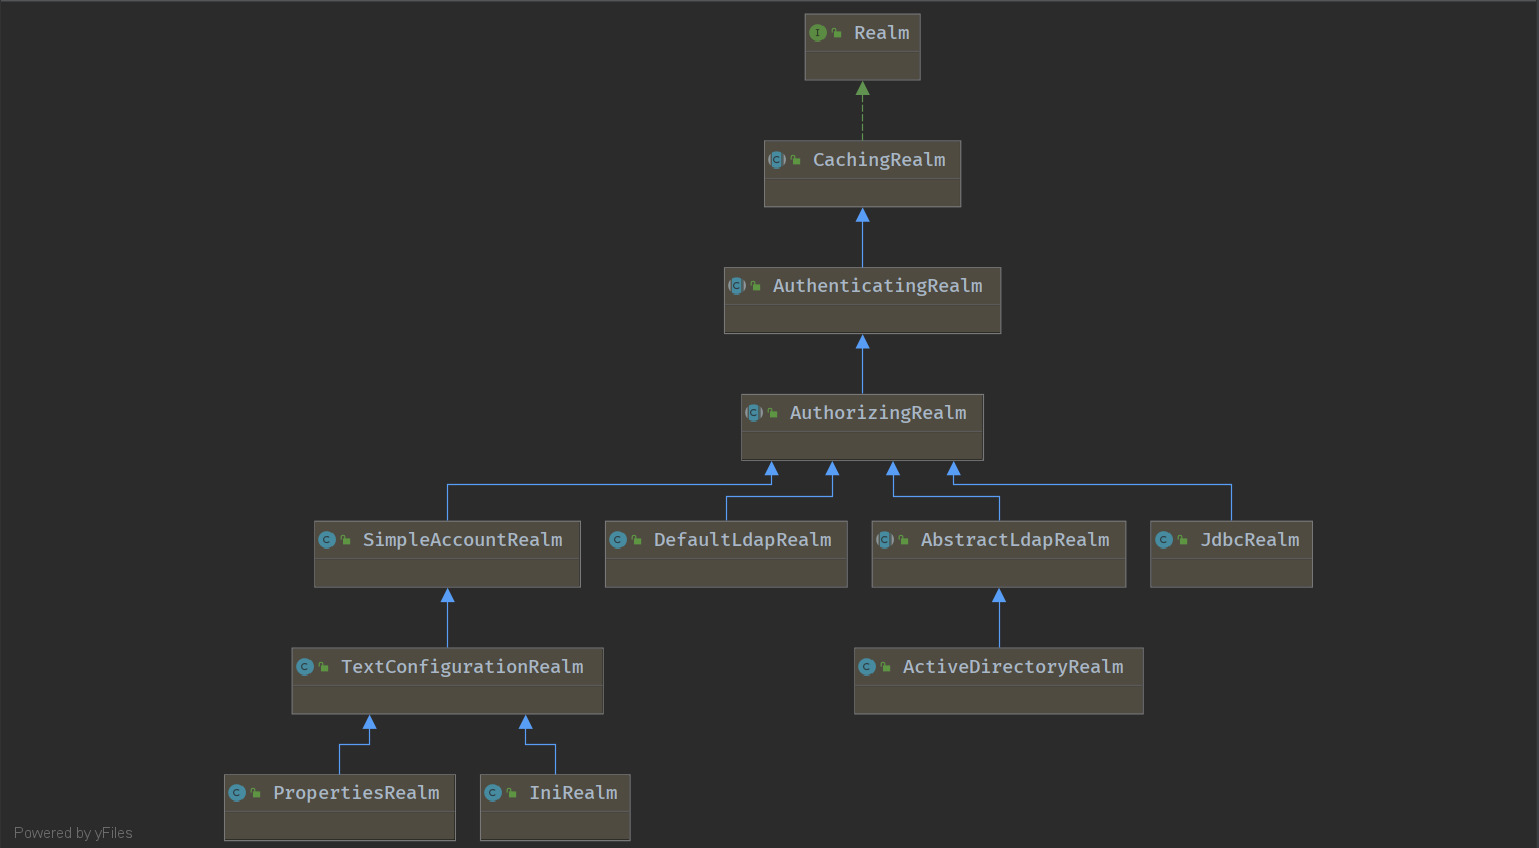 Realm
CachingRealm
AuthenticatingRealm
AuthorizingRealm
SimpleAccountRealm
DefaultLdapRealm
AbstractLdapRealm
JdbcRealm
TextConfigurationRealm
ActiveDirectoryRealm
PropertiesRealm
IniRealm
Powered by yFiles